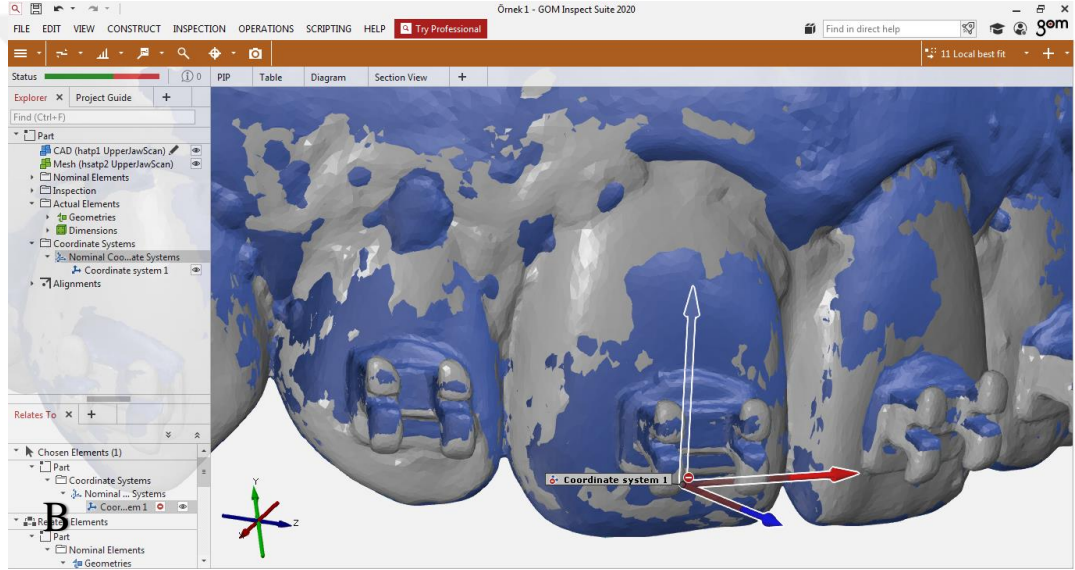 Örnek 1 - GOM Inspect Suite 2020
FILE EDIT VIEW CONSTRUCT INSPECTION OPERATIONS SCRIPTING HELP Try Professional Find in direct help gom
11 Local best fit
Status 0 PIP Table Diagram Section View +
Explorer × Project Guide +
Find (Ctrl+F)
Part
CAD (hatp1 UpperJawScan)
Mesh (hsatp2 UpperJawScan)
Nominal Elements
Inspection
Actual Elements
Geometries
Dimensions
Coordinate Systems
Nominal Coo...ate Systems
Coordinate system 1
Alignments
Relates To × +
Chosen Elements (1)
Part
Coordinate Systems
Nominal ... Systems
Coor...em 1
B
Related Elements
Part
Nominal Elements
Geometries
Coordinate system 1
Y
Z
X